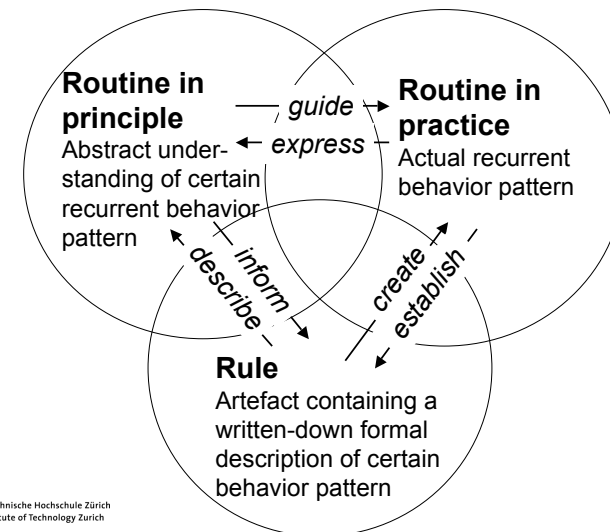 Routine in
principle
Abstract under-
standing of certain
recurrent behavior
pattern
guide
express
Routine in
practice
Actual recurrent
behavior pattern
inform
describe
create
establish
Rule
Artefact containing a
written-down formal
description of certain
behavior pattern
hnische Hochschule Zürich
ute of Technology Zurich